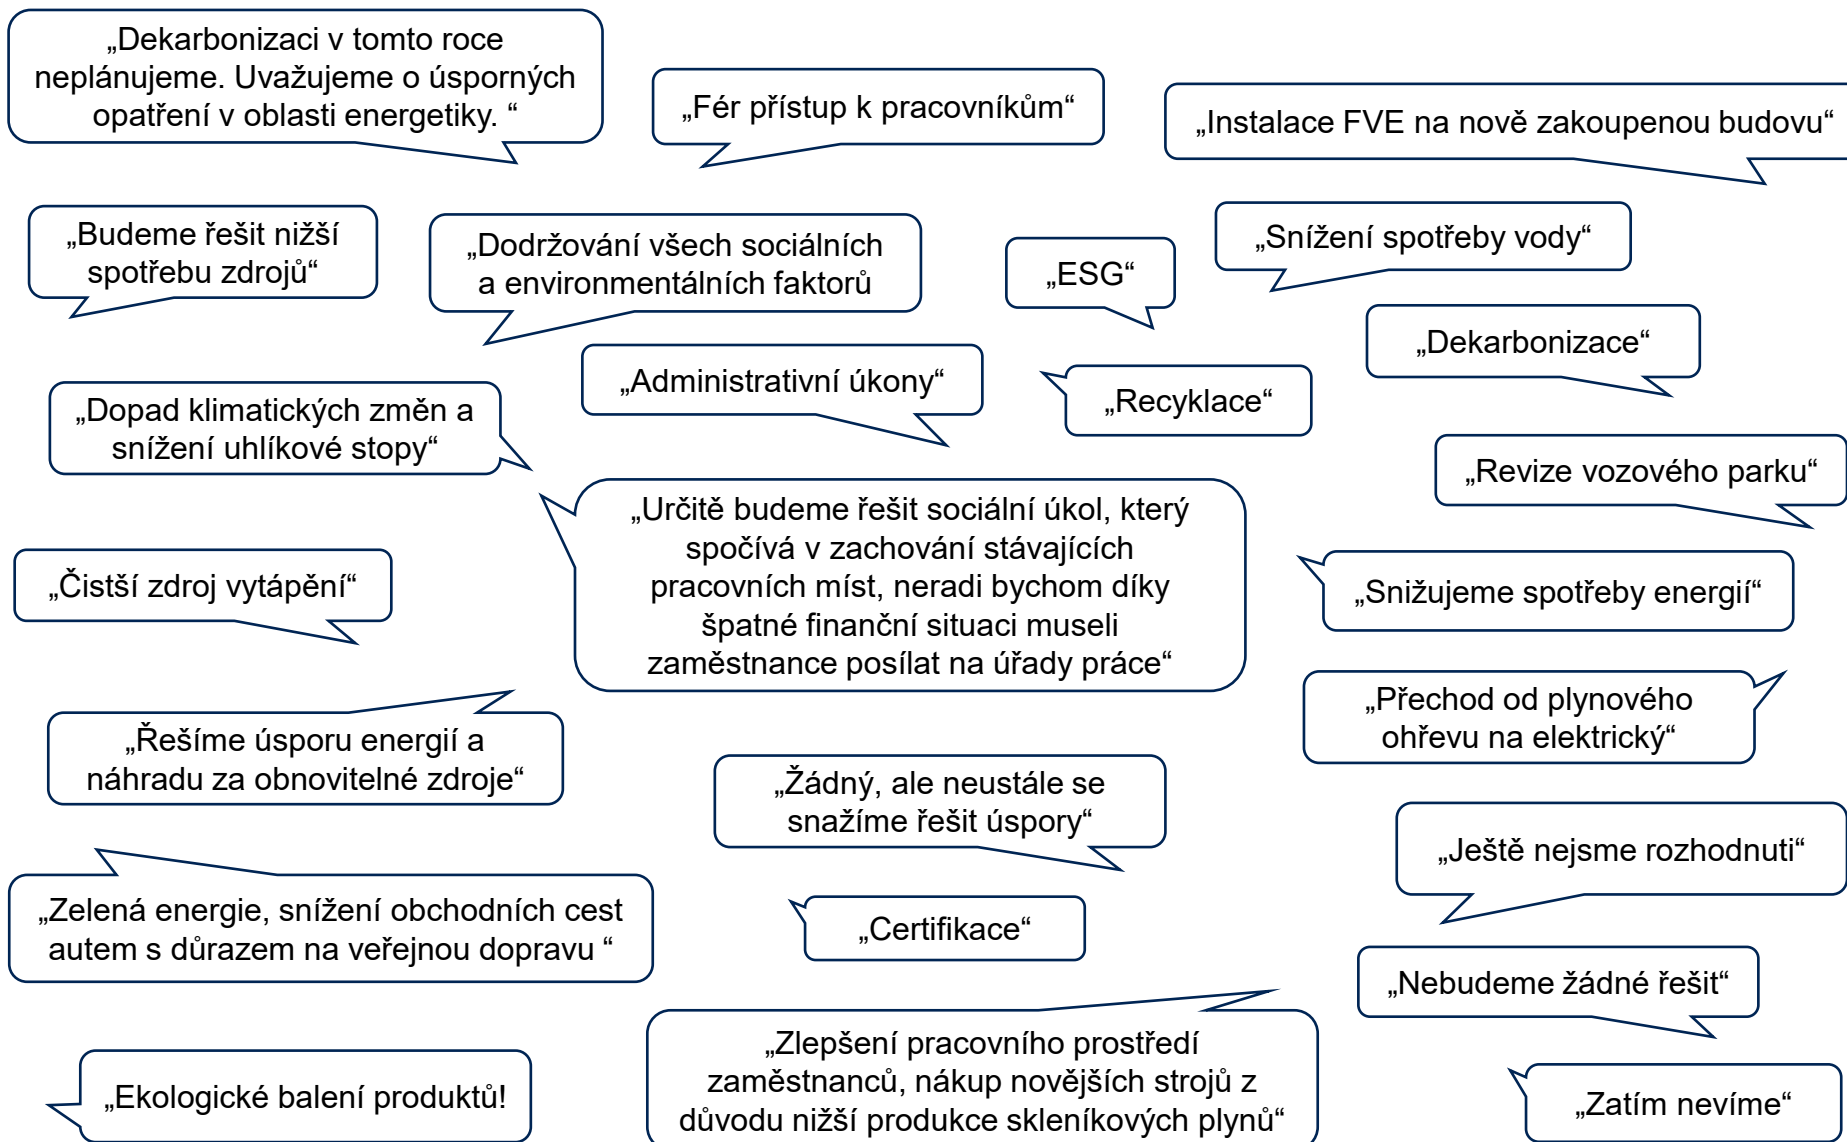 „Dekarbonizaci v tomto roce
neplánujeme. Uvažujeme o úsporných
opatření v oblasti energetiky. “
„Fér přístup k pracovníkům“
„Instalace FVE na nově zakoupenou budovu“
„Budeme řešit nižší
spotřebu zdrojů“
„Dodržování všech sociálních
a environmentálních faktorů
„ESG“
„Snížení spotřeby vody“
„Dekarbonizace“
„Administrativní úkony“
„Recyklace“
„Dopad klimatických změn a
snížení uhlíkové stopy“
„Revize vozového parku“
„Určitě budeme řešit sociální úkol, který
spočívá v zachování stávajících
pracovních míst, neradi bychom díky
špatné finanční situaci museli
zaměstnance posílat na úřady práce“
„Čistší zdroj vytápění“
„Snižujeme spotřeby energií“
„Přechod od plynového
ohřevu na elektrický“
„Řešíme úsporu energií a
náhradu za obnovitelné zdroje“
„Žádný, ale neustále se
snažíme řešit úspory“
„Ještě nejsme rozhodnuti“
„Zelená energie, snížení obchodních cest
autem s důrazem na veřejnou dopravu “
„Certifikace“
„Nebudeme žádné řešit“
„Ekologické balení produktů!
„Zlepšení pracovního prostředí
zaměstnanců, nákup novějších strojů z
důvodu nižší produkce skleníkových plynů“
„Zatím nevíme“